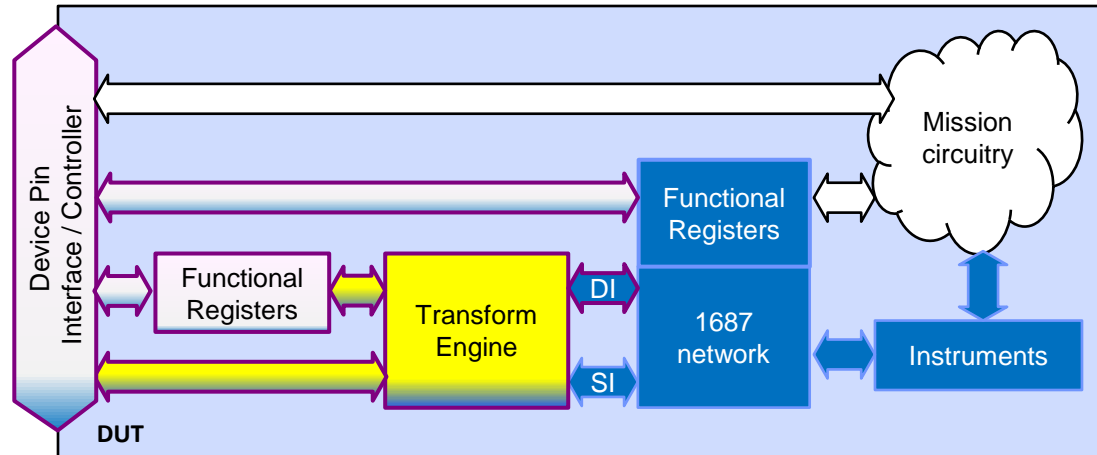 Device Pin
Interface / Controller
Mission
circuitry
Functional
Registers
Functional
Registers
Transform
Engine
DI
SI
1687
network
Instruments
DUT